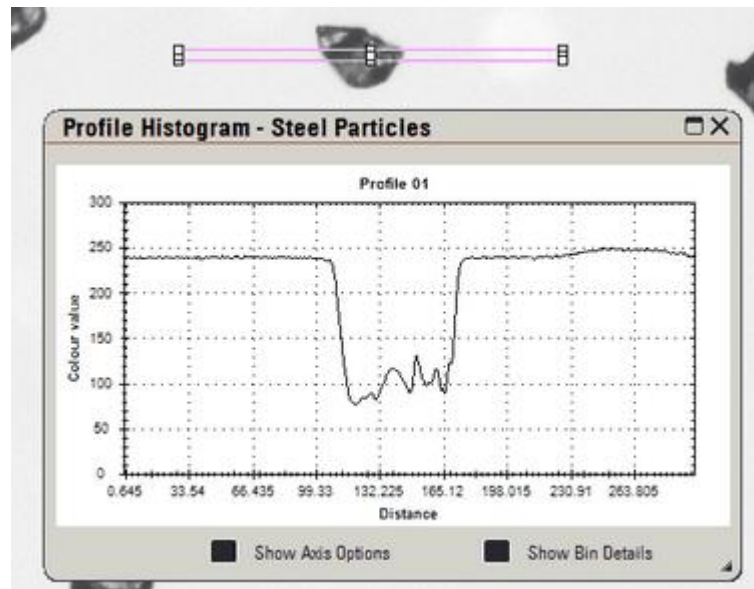 Profile Histogram - Steel Particles
Profile 01
300
250
200
150
100
50
0
Colour value
0.645 33.54 66.435 99.33 132.225 165.12 198.015 230.91 263.805
Distance
Show Axis Options Show Bin Details